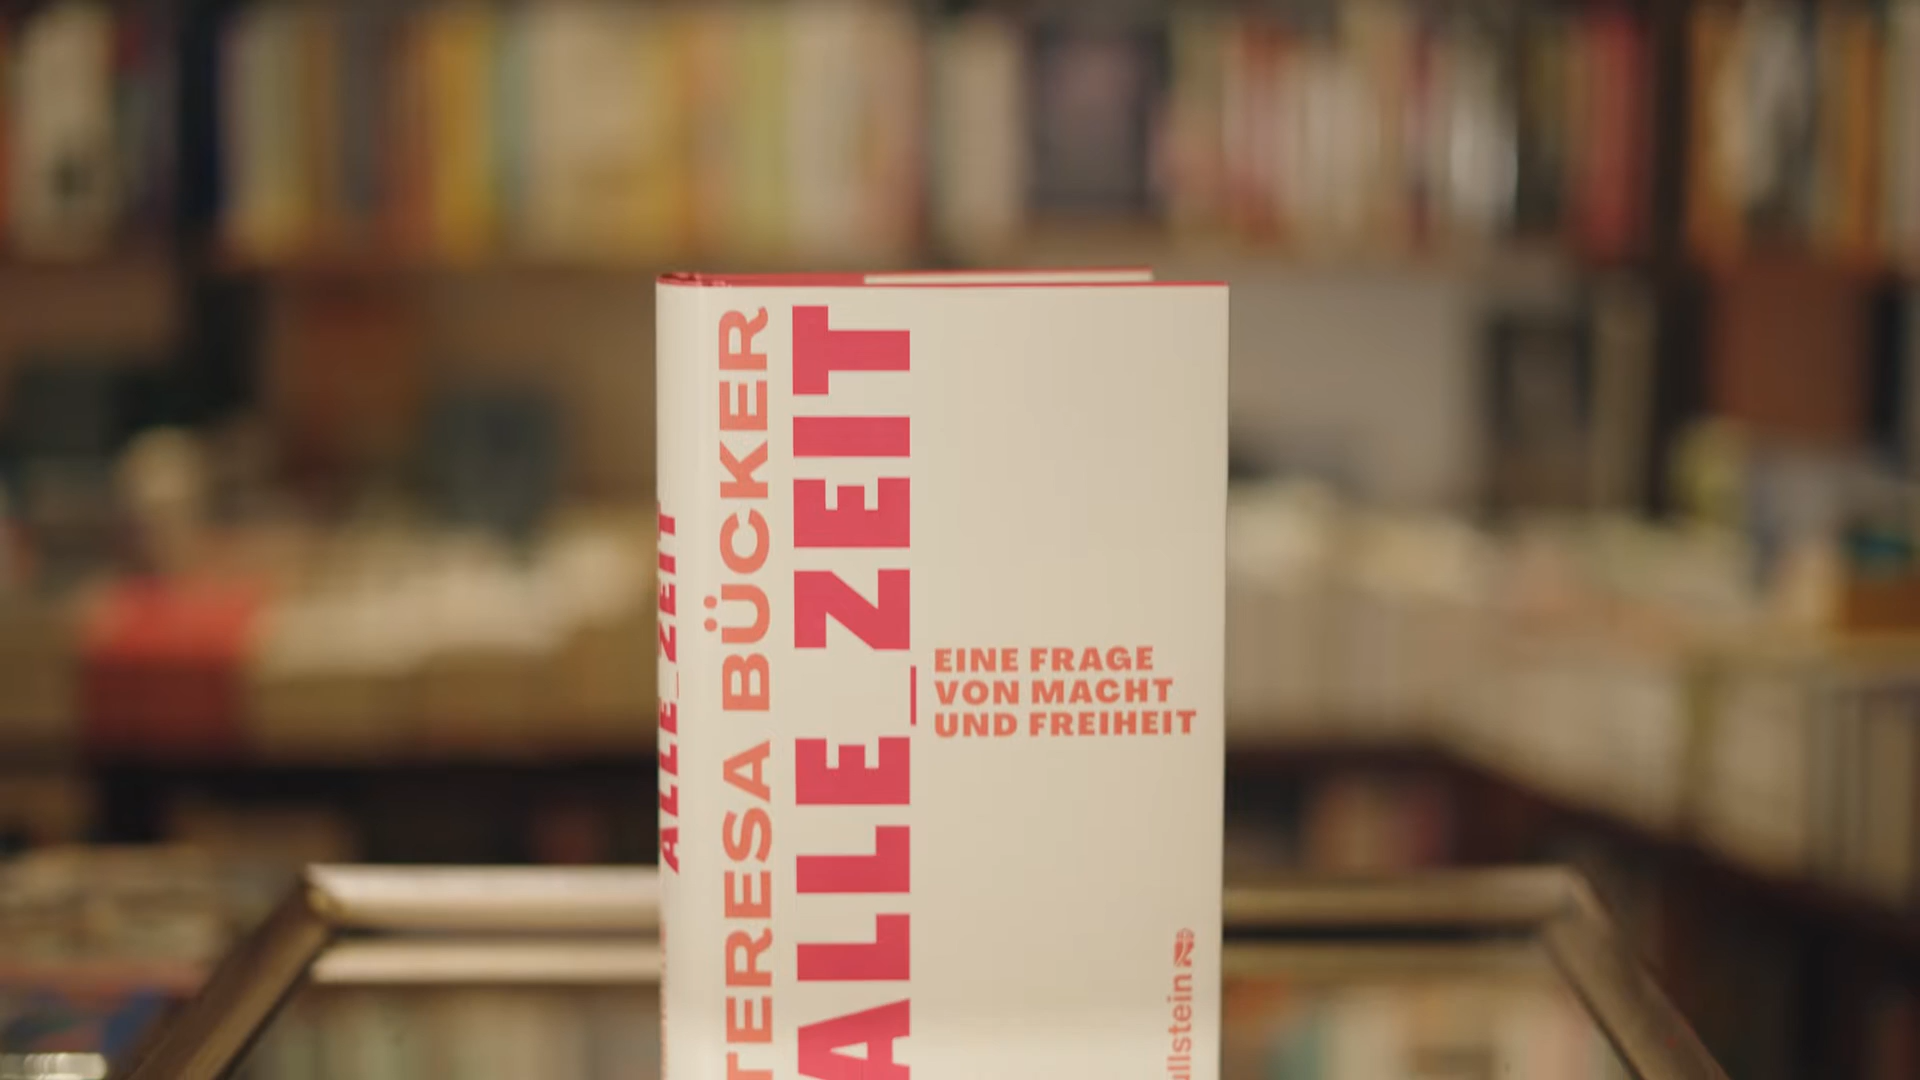 ALLE_ZEIT
TERESA BÜCKER
ALLE_ZEIT
EINE FRAGE
VON MACHT
UND FREIHEIT
ullstein